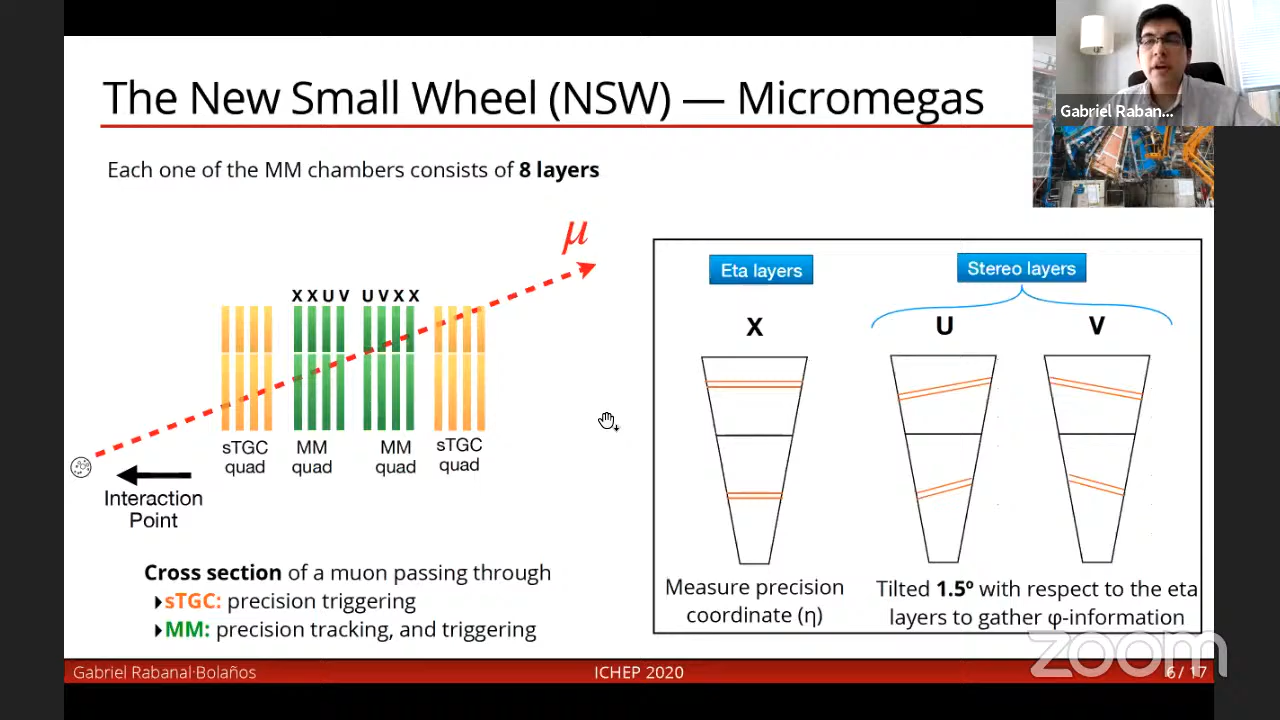 The New Small Wheel (NSW) — Micromegas
Gabriel Raban...
Each one of the MM chambers consists of 8 layers
μ
X X U V U V X X
sTGC
quad
MM
quad
MM
quad
sTGC
quad
Interaction
Point
Cross section of a muon passing through
sTGC: precision triggering
MM: precision tracking, and triggering
Eta layers
Stereo layers
X
U
V
Measure precision
coordinate (η)
Tilted 1.5º with respect to the eta
layers to gather φ-information
zoom
Gabriel Rabanal·Bolaños
ICHEP 2020
6 / 17